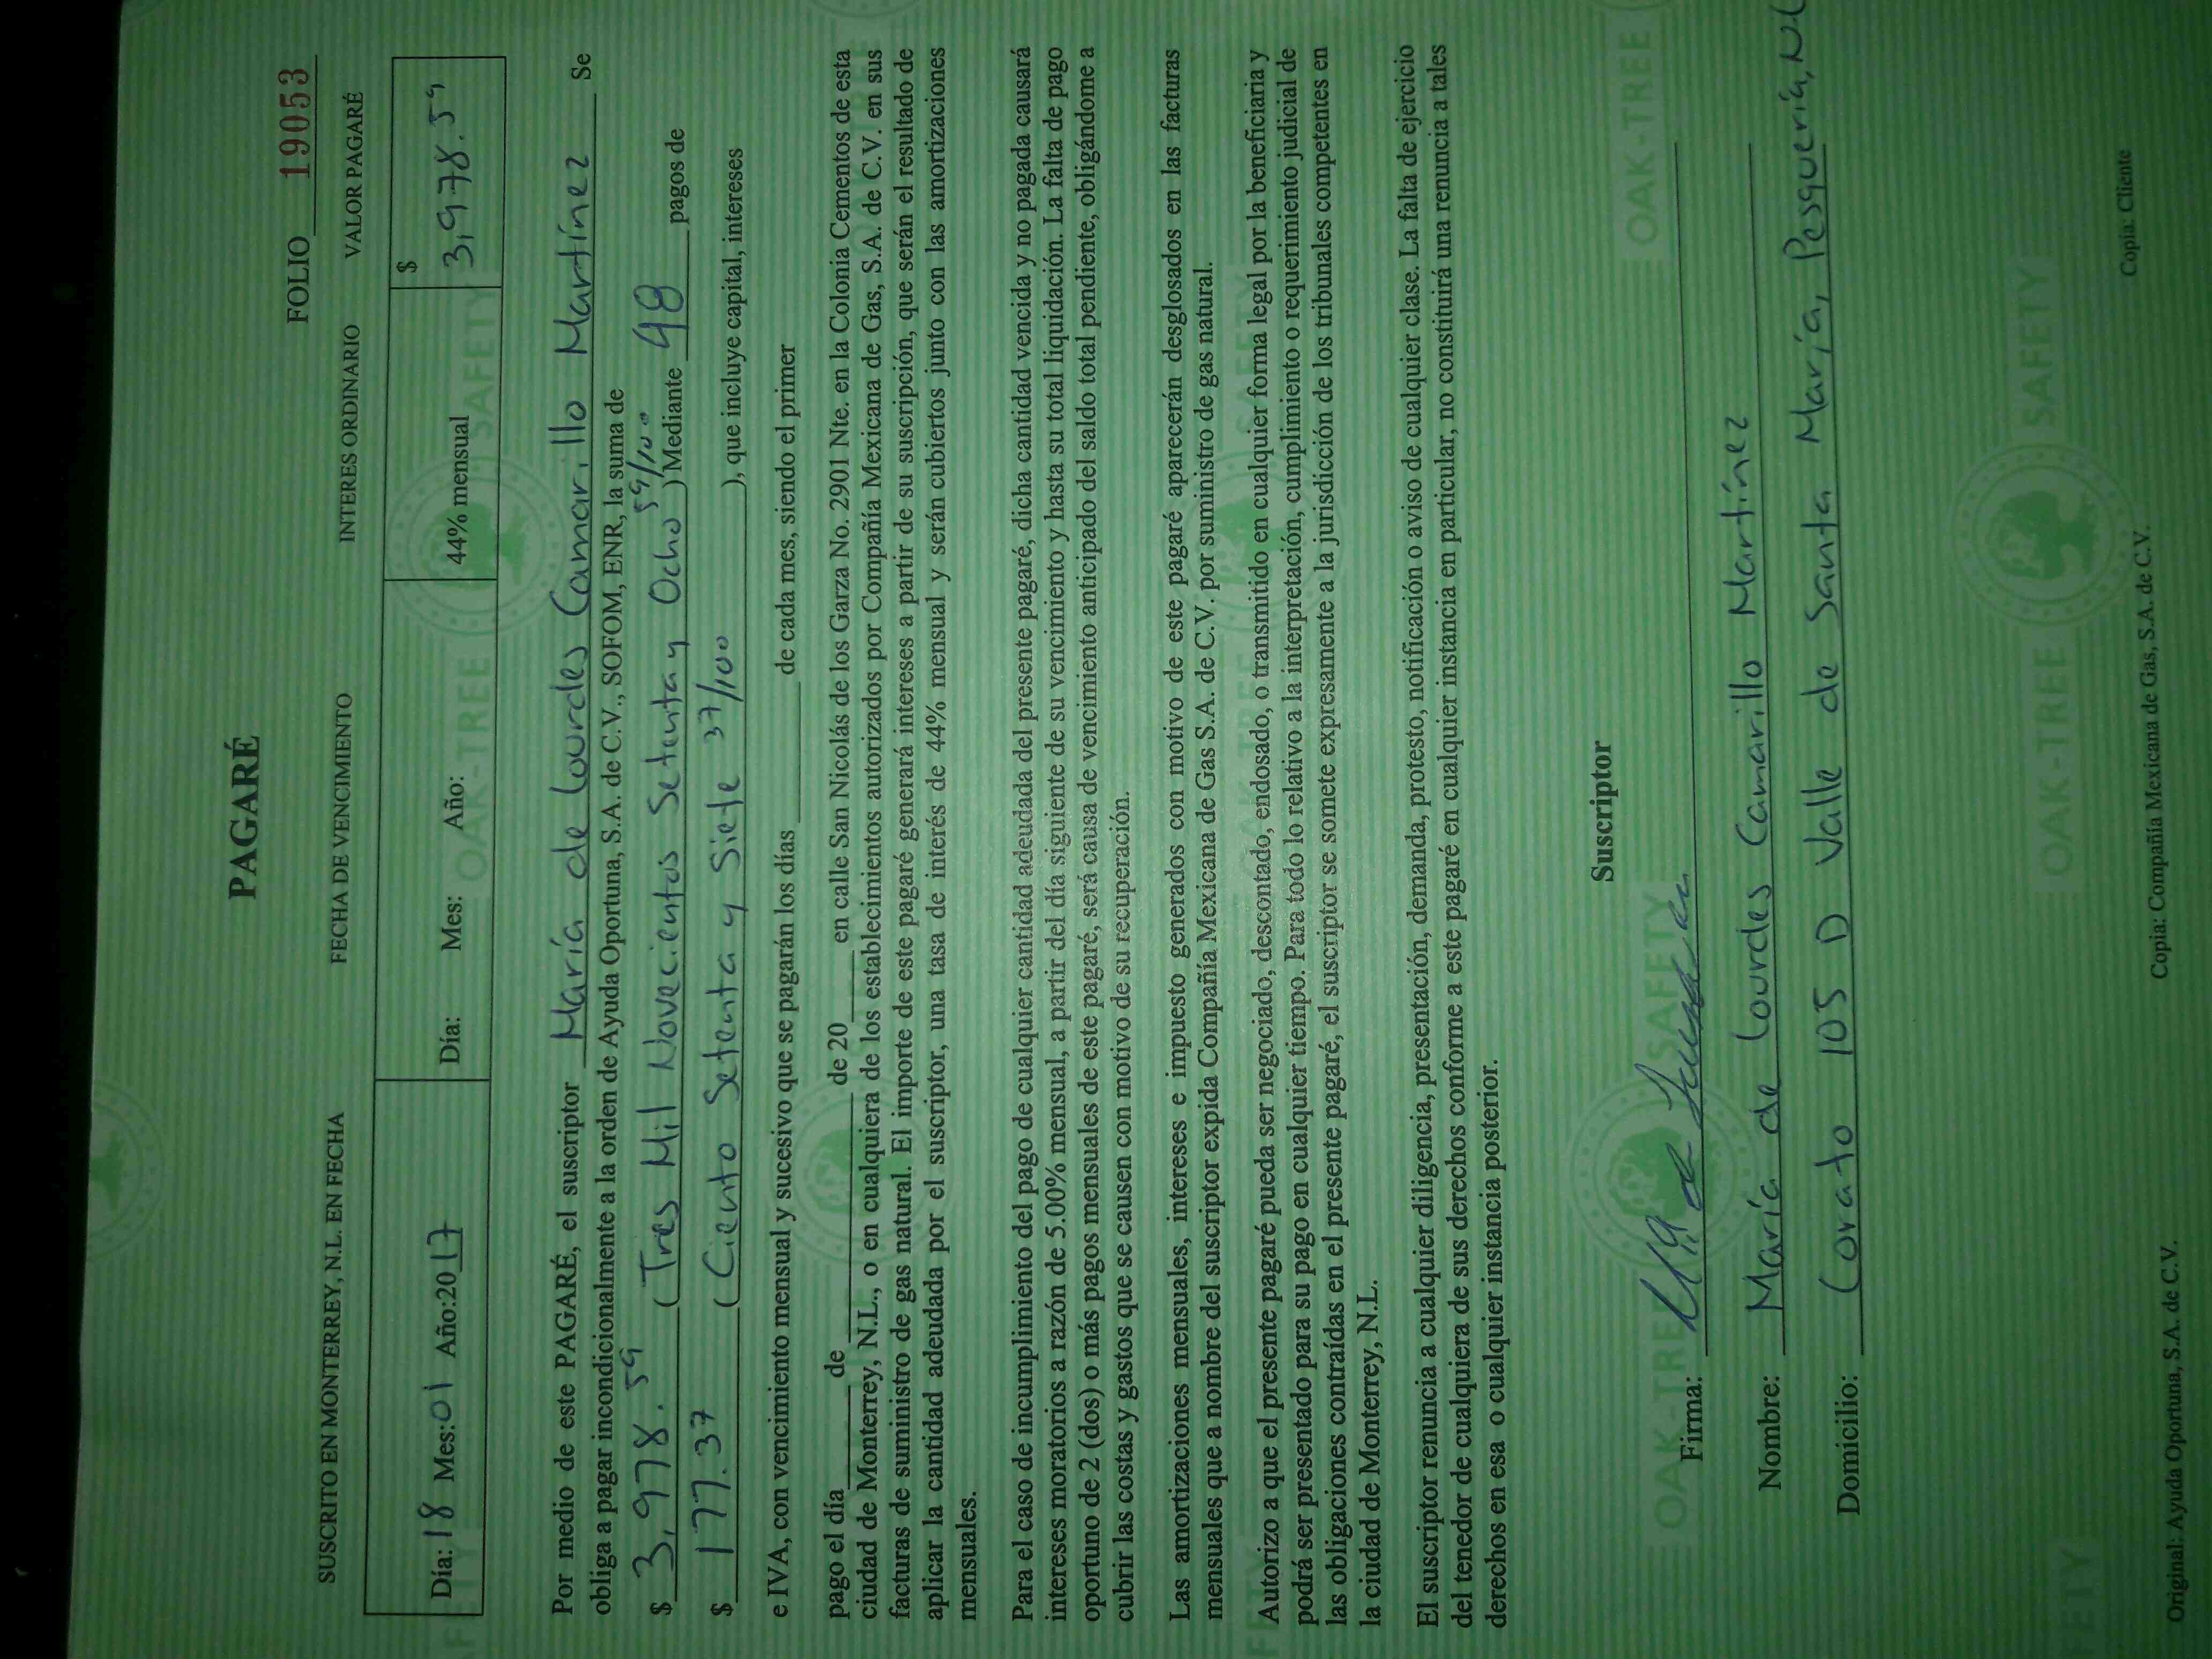 PAGARÉ
FOLIO 19053
SUSCRITO EN MONTERREY, N.L. EN FECHA FECHA DE VENCIMIENTO INTERES ORDINARIO VALOR PAGARÉ
Día: 18 Mes: 01 Año:20 17 Día: Mes: Año: 44% mensual $ 3,978.59
Por medio de este PAGARÉ, el suscriptor María de Lourdes Camarillo Martínez Se
obliga a pagar incondicionalmente a la orden de Ayuda Oportuna, S.A. de C.V., SOFOM, ENR, la suma de
$ 3,978.59 (Tres Mil Novecientos Setenta y Ocho 59/100 )Mediante 48 pagos de
$ 177.37 (Ciento Setenta y Siete 37/100 ), que incluye capital, intereses
e IVA, con vencimiento mensual y sucesivo que se pagarán los días de cada mes, siendo el primer
pago el día de de 20 en calle San Nicolás de los Garza No. 2901 Nte. en la Colonia Cementos de esta
ciudad de Monterrey, N.L., o en cualquiera de los establecimientos autorizados por Compañía Mexicana de Gas, S.A. de C.V. en sus
facturas de suministro de gas natural. El importe de este pagaré generará intereses a partir de su suscripción, que serán el resultado de
aplicar la cantidad adeudada por el suscriptor, una tasa de interés de 44% mensual y serán cubiertos junto con las amortizaciones
mensuales.
Para el caso de incumplimiento del pago de cualquier cantidad adeudada del presente pagaré, dicha cantidad vencida y no pagada causará
intereses moratorios a razón de 5.00% mensual, a partir del día siguiente de su vencimiento y hasta su total liquidación. La falta de pago
oportuno de 2 (dos) o más pagos mensuales de este pagaré, será causa de vencimiento anticipado del saldo total pendiente, obligándome a
cubrir las costas y gastos que se causen con motivo de su recuperación.
Las amortizaciones mensuales, intereses e impuesto generados con motivo de este pagaré aparecerán desglosados en las facturas
mensuales que a nombre del suscriptor expida Compañía Mexicana de Gas S.A. de C.V. por suministro de gas natural.
Autorizo a que el presente pagaré pueda ser negociado, descontado, endosado, o transmitido en cualquier forma legal por la beneficiaria y
podrá ser presentado para su pago en cualquier tiempo. Para todo lo relativo a la interpretación, cumplimiento o requerimiento judicial de
las obligaciones contraídas en el presente pagaré, el suscriptor se somete expresamente a la jurisdicción de los tribunales competentes en
la ciudad de Monterrey, N.L.
El suscriptor renuncia a cualquier diligencia, presentación, demanda, protesto, notificación o aviso de cualquier clase. La falta de ejercicio
del tenedor de cualquiera de sus derechos conforme a este pagaré en cualquier instancia en particular, no constituirá una renuncia a tales
derechos en esa o cualquier instancia posterior.
Suscriptor
Firma:
Nombre: María de Lourdes Camarillo Martínez
Domicilio: Corato 105 D Valle de Santa María, Pesquería, NL
OAK-TREE SAFETY
Original: Ayuda Oportuna, S.A. de C.V. Copia: Compañía Mexicana de Gas, S.A. de C.V. Copia: Cliente